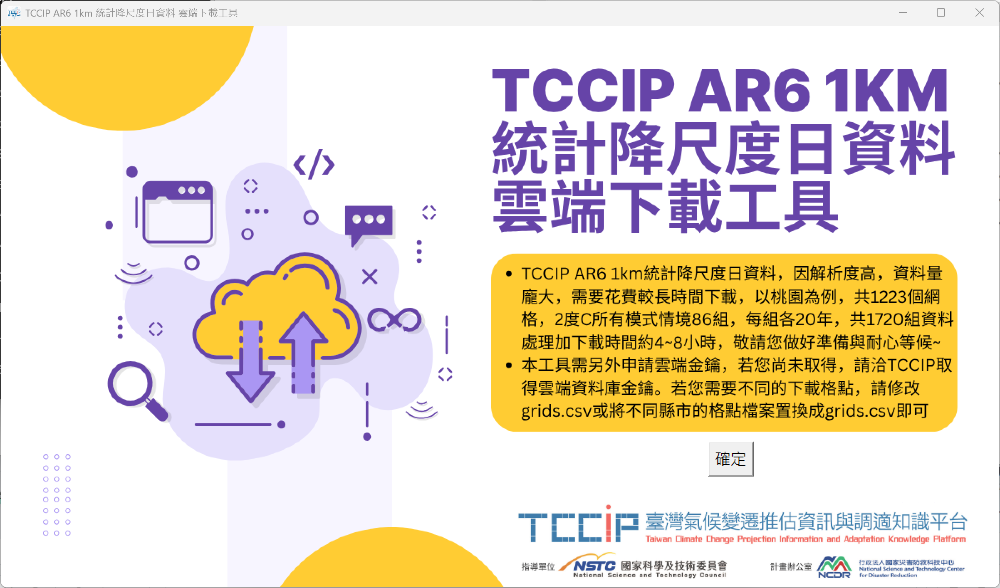 TCCIP AR6 1km 統計降尺度日資料 雲端下載工具
TCCIP AR6 1KM
統計降尺度日資料
雲端下載工具
• TCCIP AR6 1km統計降尺度日資料，因解析度高，資料量
龐大，需要花費較長時間下載，以桃園為例，共1223個網
格，2度C所有模式情境86組，每組各20年，共1720組資料
處理加下載時間約4~8小時，敬請您做好準備與耐心等候~
• 本工具需另外申請雲端金鑰，若您尚未取得，請洽TCCIP取
得雲端資料庫金鑰。若您需要不同的下載格點，請修改
grids.csv或將不同縣市的格點檔案置換成grids.csv即可
確定
TCCiP 臺灣氣候變遷推估資訊與調適知識平台
Taiwan Climate Change Projection Information and Adaptation Knowledge Platform
指導單位 NSTC 國家科學及技術委員會
National Science and Technology Council
計畫辦公室 NCDR 行政法人國家災害防救科技中心
National Science and Technology Center
for Disaster Reduction